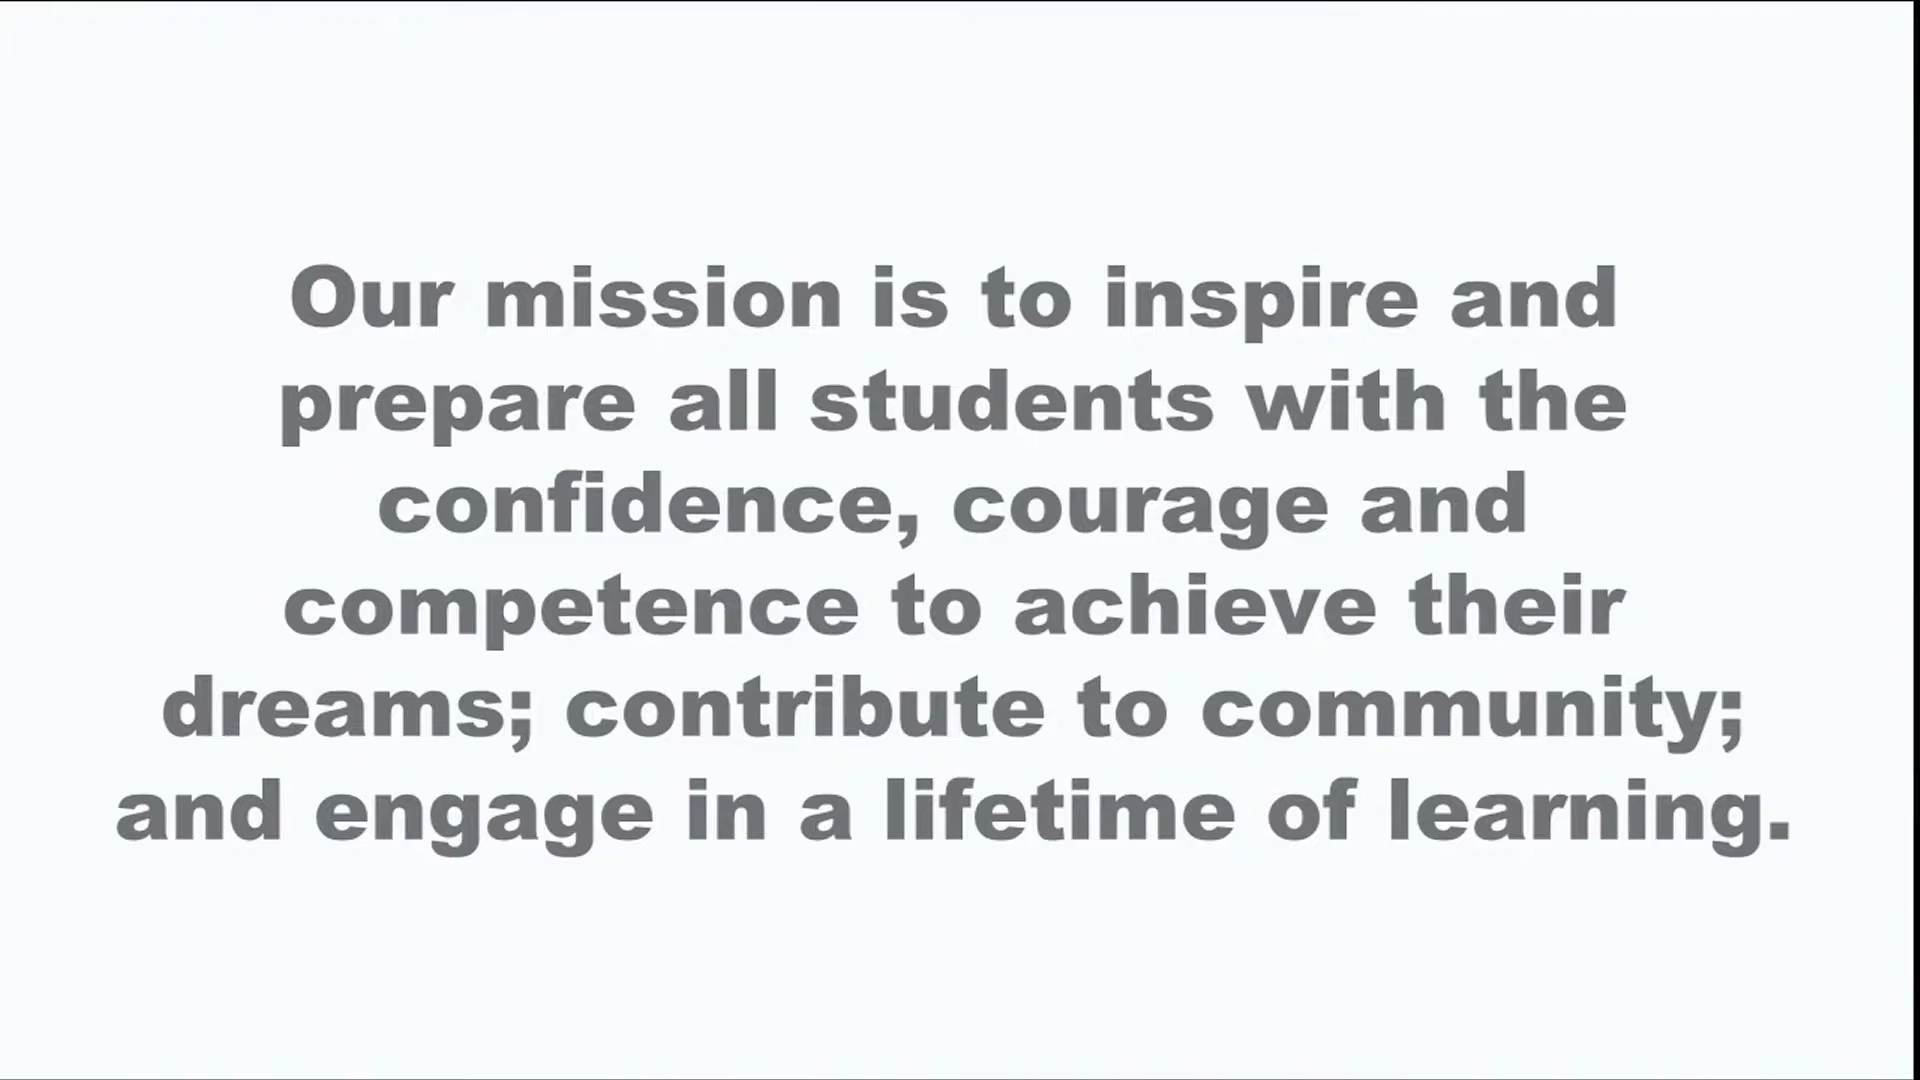 Our mission is to inspire and
prepare all students with the
confidence, courage and
competence to achieve their
dreams; contribute to community;
and engage in a lifetime of learning.